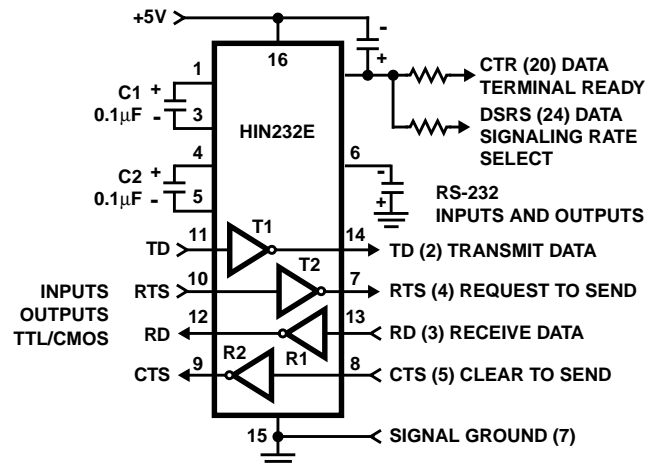 +5V
-
+
16
1
CTR (20) DATA
TERMINAL READY
C1
0.1µF
+
-
3
HIN232E
DSRS (24) DATA
SIGNALING RATE
SELECT
4
6
C2
0.1µF
+
-
5
-
+
RS-232
INPUTS AND OUTPUTS
T1
TD 11
14 TD (2) TRANSMIT DATA
T2
INPUTS
OUTPUTS
TTL/CMOS
RTS 10
7 RTS (4) REQUEST TO SEND
RD 12
13 RD (3) RECEIVE DATA
R1
CTS 9
R2
8 CTS (5) CLEAR TO SEND
15
SIGNAL GROUND (7)